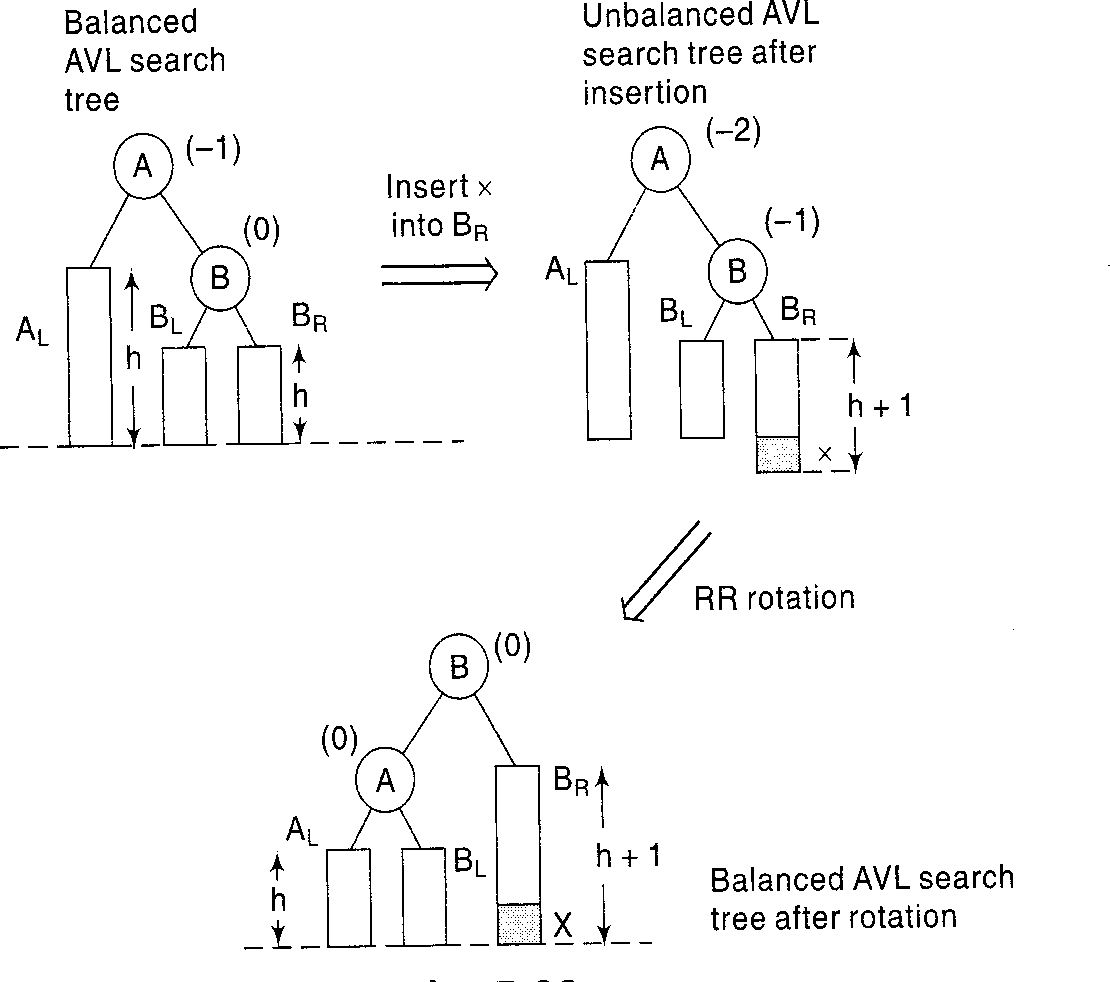 Balanced
AVL search
tree
A
(−1)
(0)
B
A_L
h
B_L
B_R
h
Insert ×
into B_R
Unbalanced AVL
search tree after
insertion
A
(−2)
(−1)
B
A_L
B_L
B_R
h + 1
×
RR rotation
B
(0)
(0)
A
A_L
h
B_L
B_R
h + 1
X
Balanced AVL search
tree after rotation